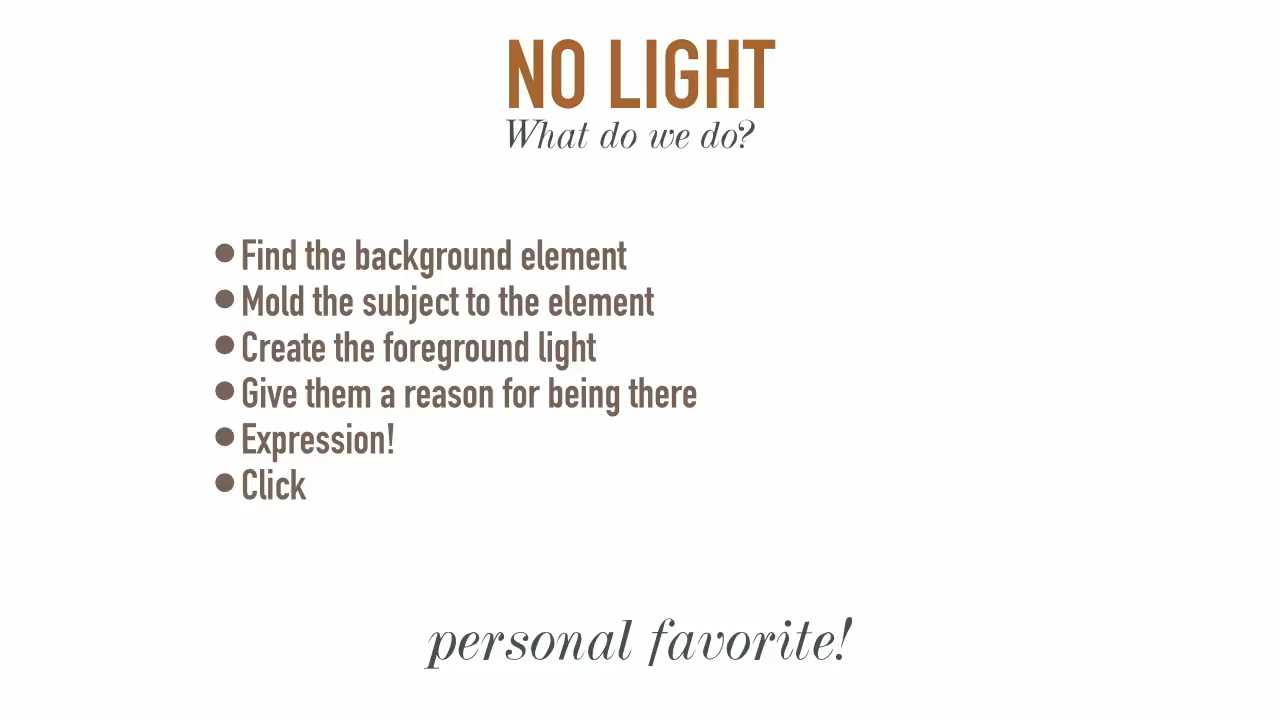 NO LIGHT
What do we do?
• Find the background element
• Mold the subject to the element
• Create the foreground light
• Give them a reason for being there
• Expression!
• Click
personal favorite!